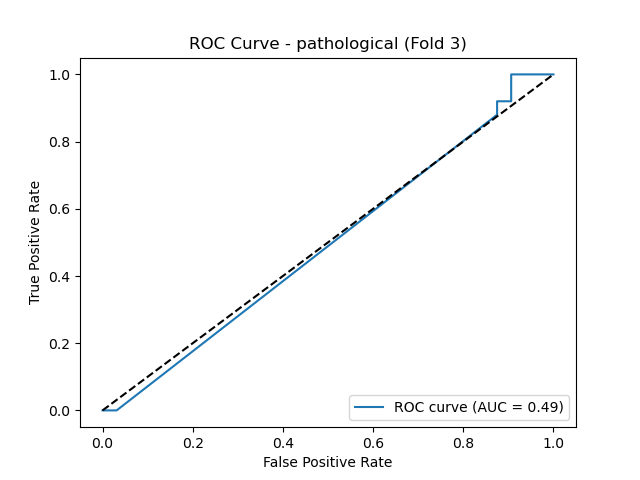 ROC Curve - pathological (Fold 3)
True Positive Rate
1.0
0.8
0.6
0.4
0.2
0.0
ROC curve (AUC = 0.49)
0.0 0.2 0.4 0.6 0.8 1.0
False Positive Rate